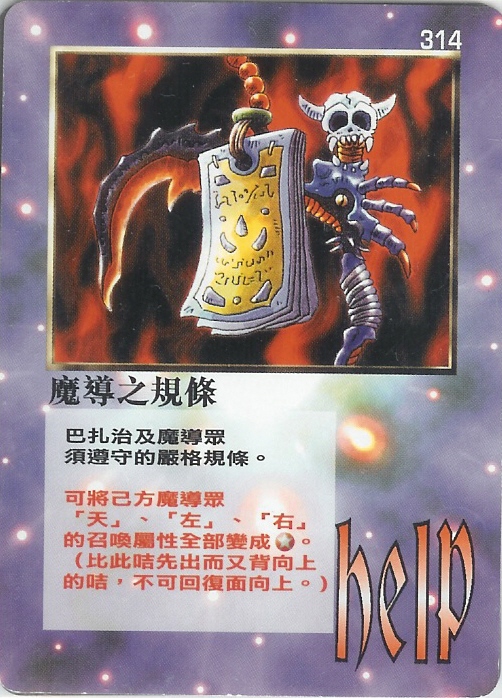 314
魔導之規條
巴扎治及魔導眾
須遵守的嚴格規條。
可將己方魔導眾
「天」、「左」、「右」
的召喚屬性全部變成。
（比此咭先出而又背向上
的咭，不可回復面向上。）
help